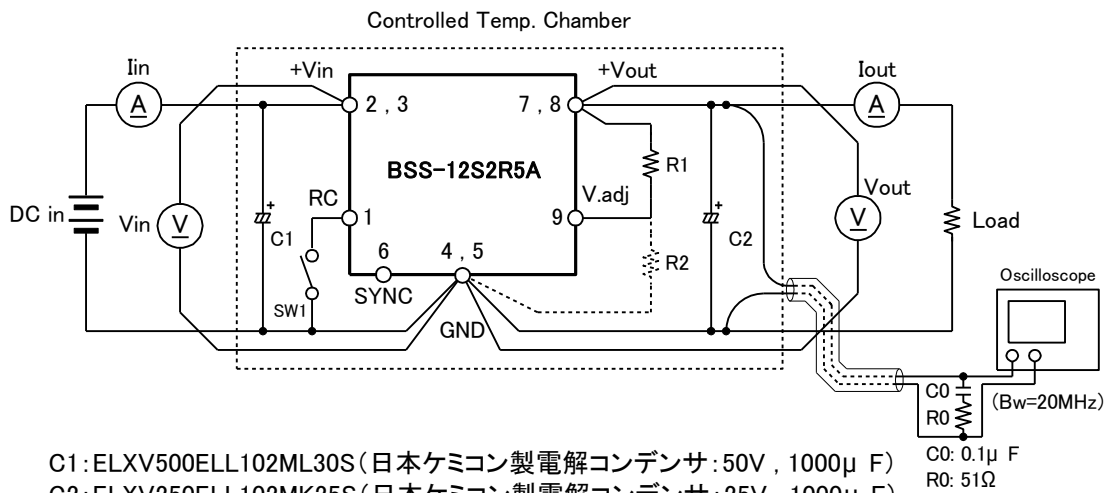 Controlled Temp. Chamber
Iin
+Vin
+Vout
Iout
A
2 , 3
7 , 8
A
BSS-12S2R5A
R1
DC in
Vin
V
C1
RC
1
V.adj
9
C2
Vout
V
Load
6
4 , 5
R2
SYNC
SW1
GND
Oscilloscope
C0
R0
(Bw=20MHz)
C1:ELXV500ELL102ML30S(日本ケミコン製電解コンデンサ:50V , 1000μ F)
C0: 0.1μ F
R0: 51Ω